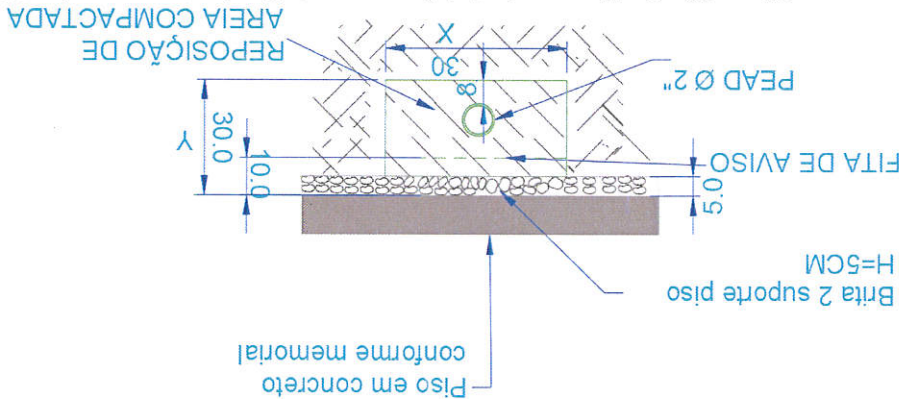 Piso em concreto
conforme memorial
Brita 2 suporte piso
H=5CM
5.0
10.0
FITA DE AVISO
30.0
Y
PEAD Ø 2"
8
30
X
REPOSIÇÃO DE
AREIA COMPACTADA